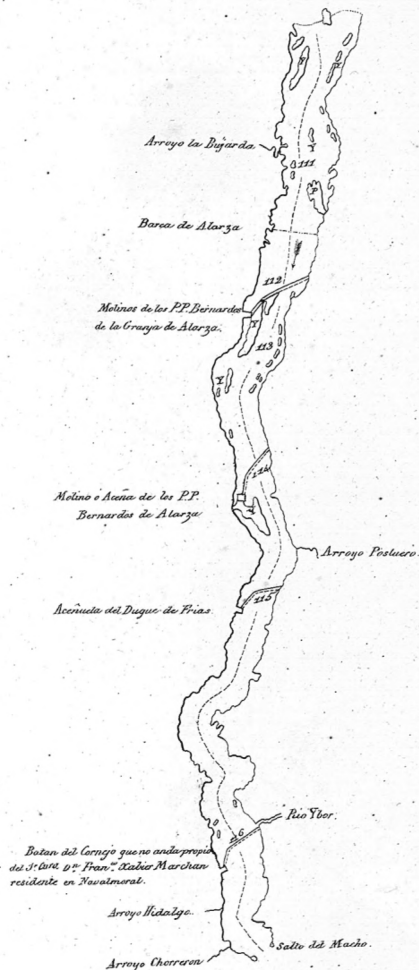 Arroyo la Bujarda
111
Barca de Alarza
112
Molinos de los P.P. Bernardos
de la Granja de Alarza.
113
114
Molino o Aceña de los P.P.
Bernardos de Alarza
Arroyo Postuero.
115
Aceñueta del Duque de Frias.
Rio Ybor.
116
Batan del Cornejo que no anda propio
del Sr. Cura Dn. Franco. Xabier Marchan
residente en Navalmoral.
Arroyo Hidalgo.
Salto del Macho.
Arroyo Chorreron